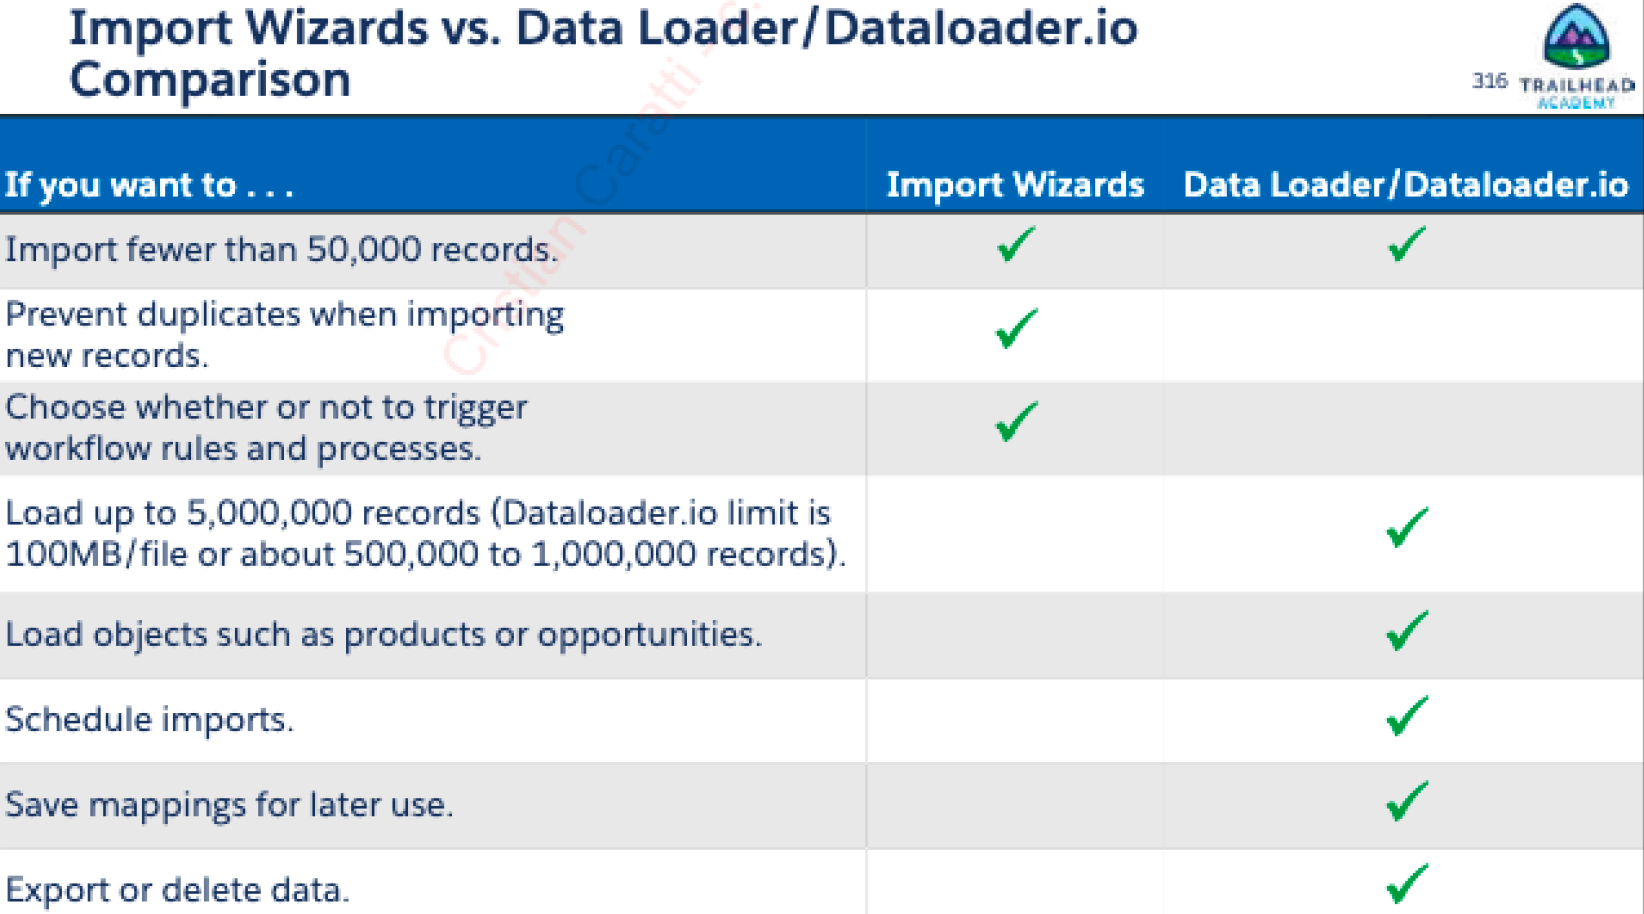 Import Wizards vs. Data Loader/Dataloader.io
Comparison
316
TRAILHEAD
ACADEMY
If you want to . . .
Import Wizards
Data Loader/Dataloader.io
Import fewer than 50,000 records.
Prevent duplicates when importing
new records.
Choose whether or not to trigger
workflow rules and processes.
Load up to 5,000,000 records (Dataloader.io limit is
100MB/file or about 500,000 to 1,000,000 records).
Load objects such as products or opportunities.
Schedule imports.
Save mappings for later use.
Export or delete data.
Cristian Caratti